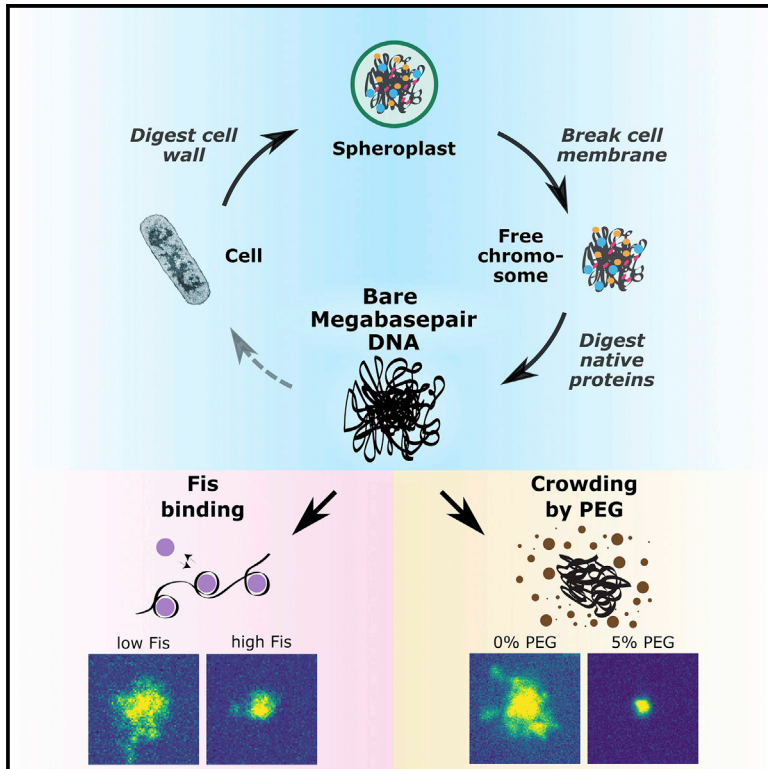 Digest cell
wall
Spheroplast
Break cell
membrane
Cell
Free
chromo-
some
Bare
Megabasepair
DNA
Digest
native
proteins
Fis
binding
low Fis
high Fis
Crowding
by PEG
0% PEG
5% PEG